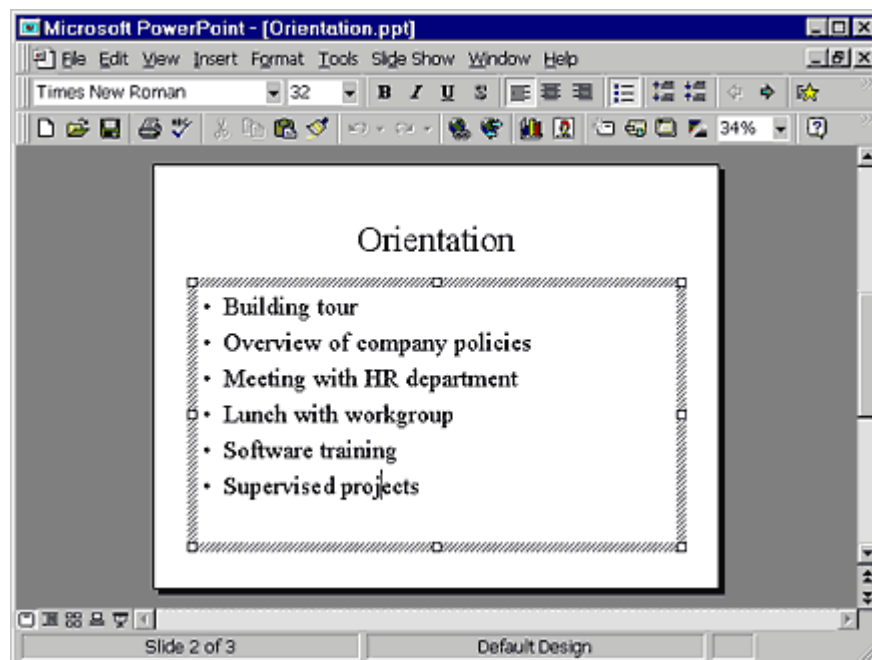 Microsoft PowerPoint - [Orientation.ppt]
File Edit View Insert Format Tools Slide Show Window Help
Times New Roman 32 B I U S
34%
Orientation
• Building tour
• Overview of company policies
• Meeting with HR department
• Lunch with workgroup
• Software training
• Supervised projects
Slide 2 of 3 Default Design